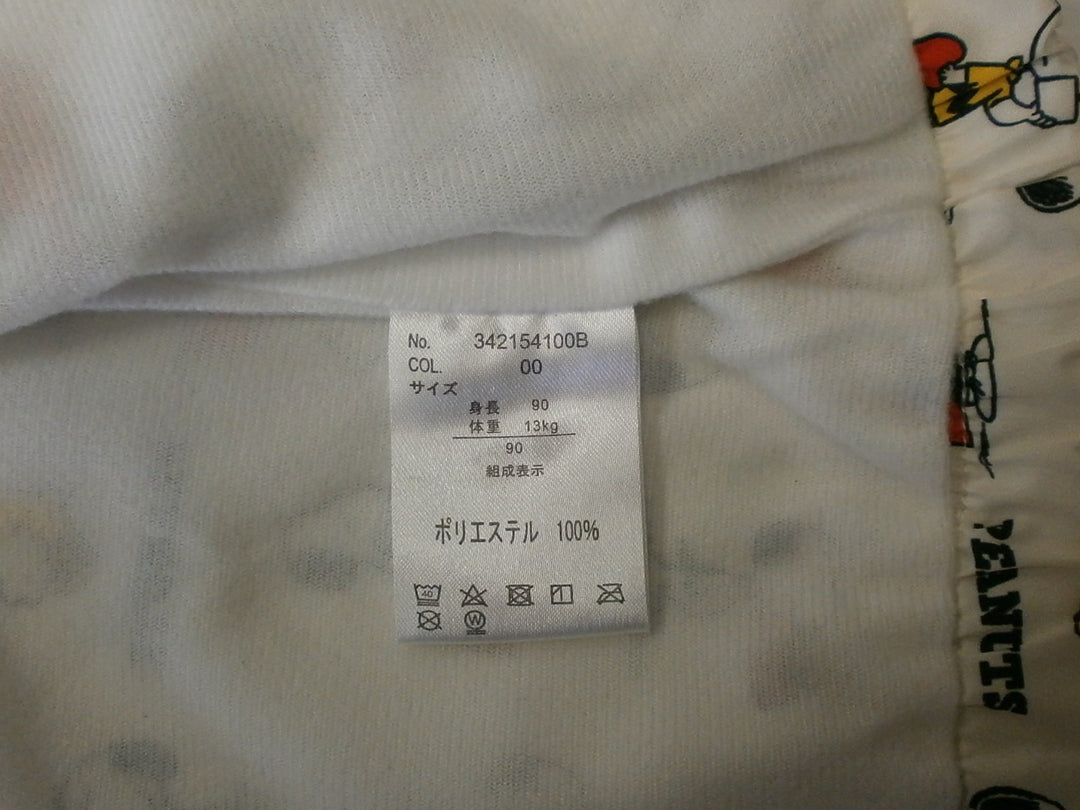 No. 342154100B
COL. 00
サイズ
身長 90
体重 13kg
90
組成表示
ポリエステル 100%
40
W
PEANUTS